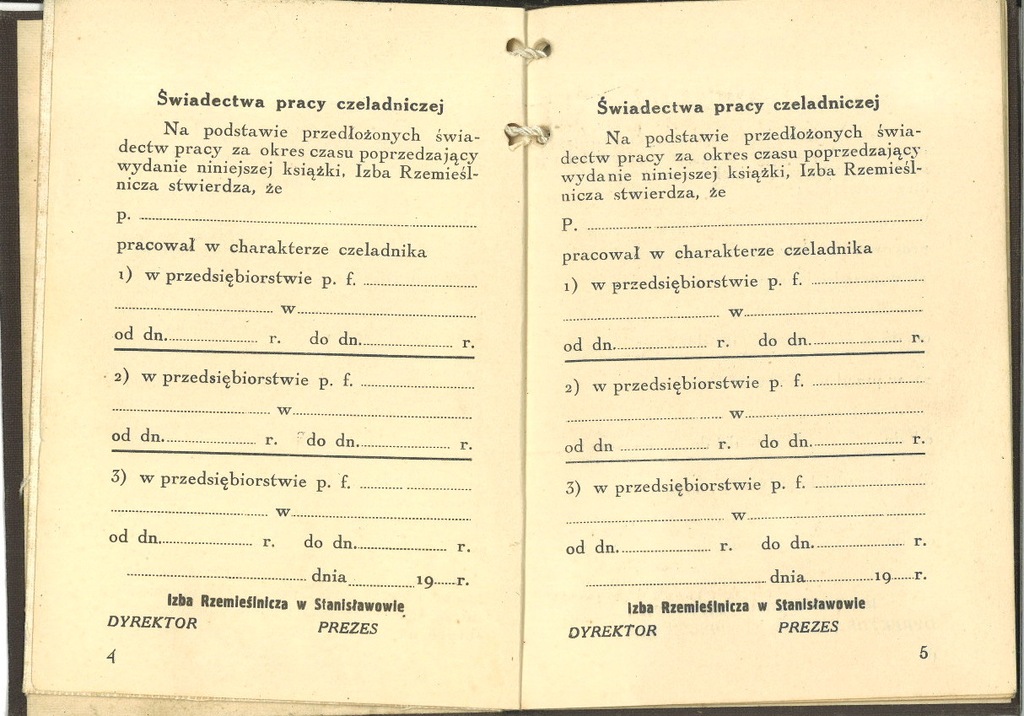 Świadectwa pracy czeladniczej
Na podstawie przedłożonych świa-
dectw pracy za okres czasu poprzedzający
wydanie niniejszej książki, Izba Rzemieśl-
nicza stwierdza, że
p. ........................
pracował w charakterze czeladnika
1) w przedsiębiorstwie p. f. ............
............ w............
od dn............ r. do dn............ r.
2) w przedsiębiorstwie p. f. ............
............ w............
od dn............ r. do dn............ r.
3) w przedsiębiorstwie p. f. ............
............ w............
od dn............ r. do dn............ r.
............ dnia............19......r.
Izba Rzemieślnicza w Stanisławowie
DYREKTOR PREZES
4
Świadectwa pracy czeladniczej
Na podstawie przedłożonych świa-
dectw pracy za okres czasu poprzedzający
wydanie niniejszej książki, Izba Rzemieśl-
nicza stwierdza, że
P. ........................
pracował w charakterze czeladnika
1) w przedsiębiorstwie p. f. ............
............ w............
od dn............ r. do dn............ r.
2) w przedsiębiorstwie p. f. ............
............ w............
od dn ............ r. do dn............ r.
3) w przedsiębiorstwie p. f. ............
............ w............
od dn............ r. do dn............ r.
............ dnia............19......r.
Izba Rzemieślnicza w Stanisławowie
DYREKTOR PREZES
5